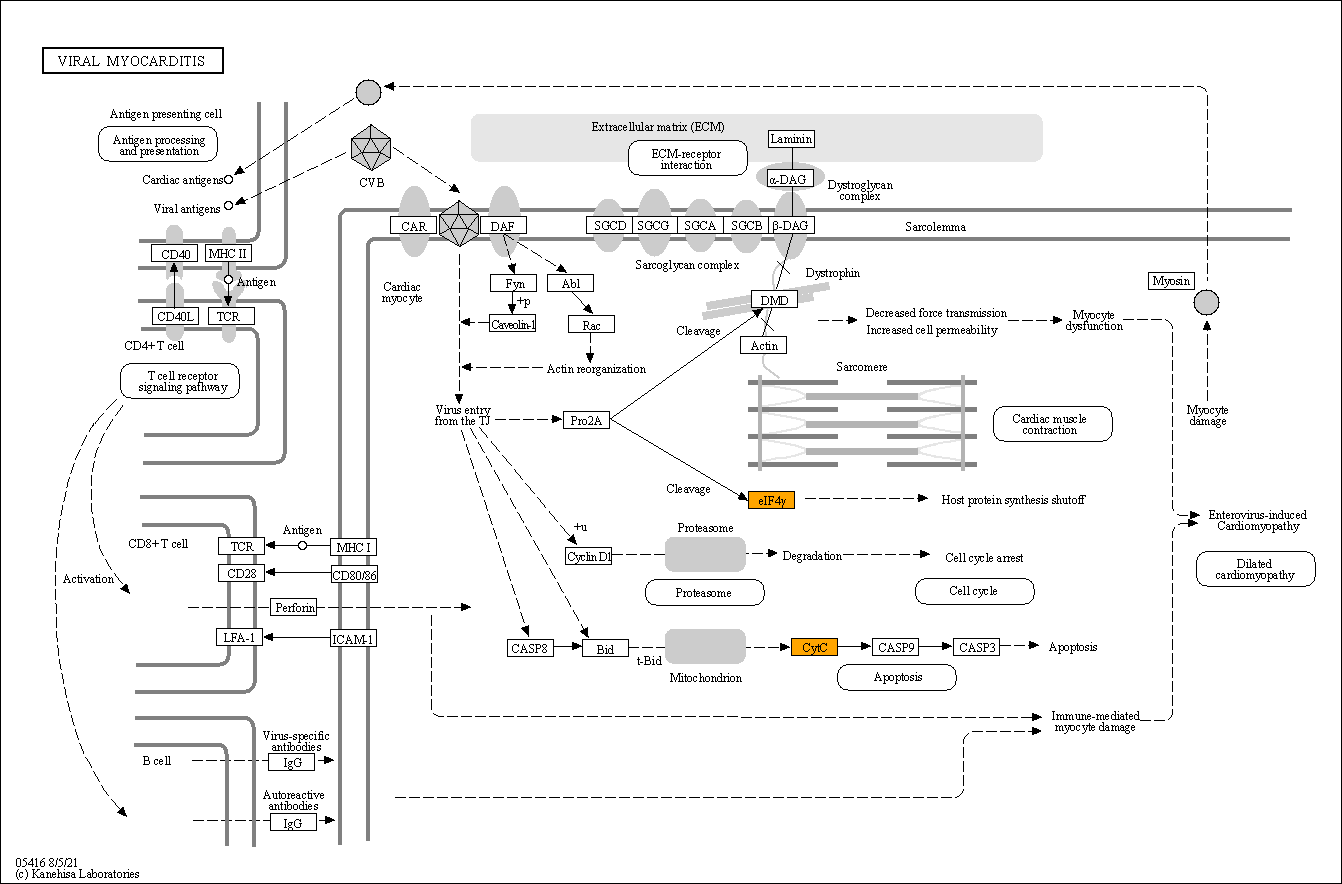 VIRAL MYOCARDITIS
Antigen presenting cell
Antigen processing
and presentation
Cardiac antigens
Viral antigens
CVB
Extracellular matrix (ECM)
ECM-receptor
interaction
Laminin
α-DAG
Dystroglycan
complex
CAR
DAF
SGCD
SGCG
SGCA
SGCB
β-DAG
Sarcolemma
Sarcoglycan complex
CD40
MHC II
Antigen
CD40L
TCR
CD4+T cell
T cell receptor
signaling pathway
Cardiac
myocyte
Fyn
Abl
+p
Caveolin-1
Rac
Actin reorganization
Dystrophin
DMD
Cleavage
Actin
Decreased force transmission
Increased cell permeability
Myocyte
dysfunction
Myosin
Sarcomere
Cardiac muscle
contraction
Myocyte
damage
Virus entry
from the TJ
Pro2A
Cleavage
eIF4γ
Host protein synthesis shutoff
Enterovirus-induced
Cardiomyopathy
Dilated
cardiomyopathy
+u
Cyclin D1
Proteasome
Degradation
Cell cycle arrest
Proteasome
Cell cycle
CD8+T cell
TCR
Antigen
MHC I
CD28
CD80/86
Activation
Perforin
LFA-1
ICAM-1
CASP8
Bid
t-Bid
Mitochondrion
CytC
CASP9
CASP3
Apoptosis
Apoptosis
Immune-mediated
myocyte damage
B cell
Virus-specific
antibodies
IgG
Autoreactive
antibodies
IgG
05416 8/5/21
(c) Kanehisa Laboratories